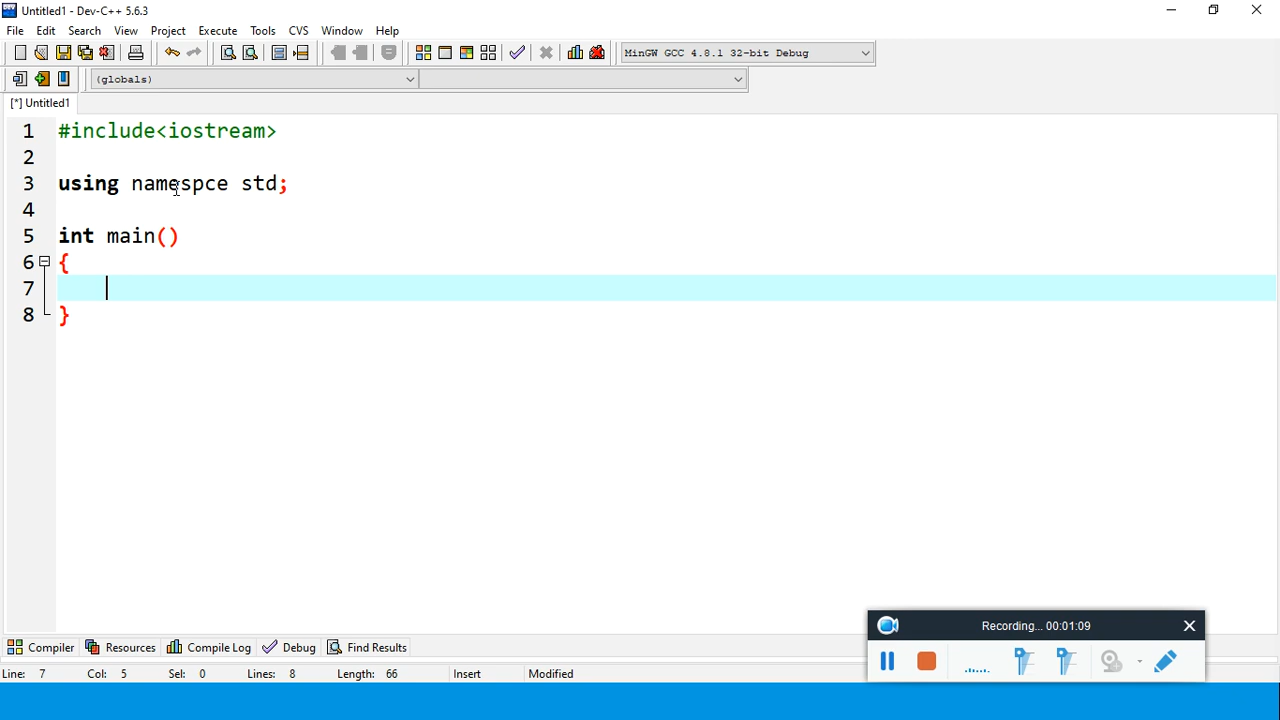 Untitled1 - Dev-C++ 5.6.3
File Edit Search View Project Execute Tools CVS Window Help
MinGW GCC 4.8.1 32-bit Debug
(globals)
[*] Untitled1
1 #include<iostream>
2
3 using namespce std;
4
5 int main()
6 {
7
8 }
Recording... 00:01:09
Compiler Resources Compile Log Debug Find Results
Line: 7 Col: 5 Sel: 0 Lines: 8 Length: 66 Insert Modified